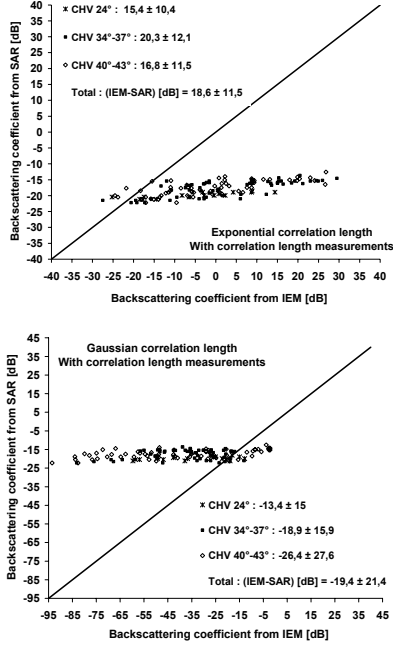 40
35
30
25
20
15
10
5
0
-5
-10
-15
-20
-25
-30
-35
-40
Backscattering coefficient from SAR [dB]
CHV 24° : 15,4 ± 10,4
CHV 34°-37° : 20,3 ± 12,1
CHV 40°-43° : 16,8 ± 11,5
Total : (IEM-SAR) [dB] = 18,6 ± 11,5
Exponential correlation length
With correlation length measurements
-40 -35 -30 -25 -20 -15 -10 -5 0 5 10 15 20 25 30 35 40
Backscattering coefficient from IEM [dB]
45
35
25
15
5
-5
-15
-25
-35
-45
-55
-65
-75
-85
-95
Backscattering coefficient from SAR [dB]
Gaussian correlation length
With correlation length measurements
CHV 24° : -13,4 ± 15
CHV 34°-37° : -18,9 ± 15,9
CHV 40°-43° : -26,4 ± 27,6
Total : (IEM-SAR) [dB] = -19,4 ± 21,4
-95 -85 -75 -65 -55 -45 -35 -25 -15 -5 5 15 25 35 45
Backscattering coefficient from IEM [dB]